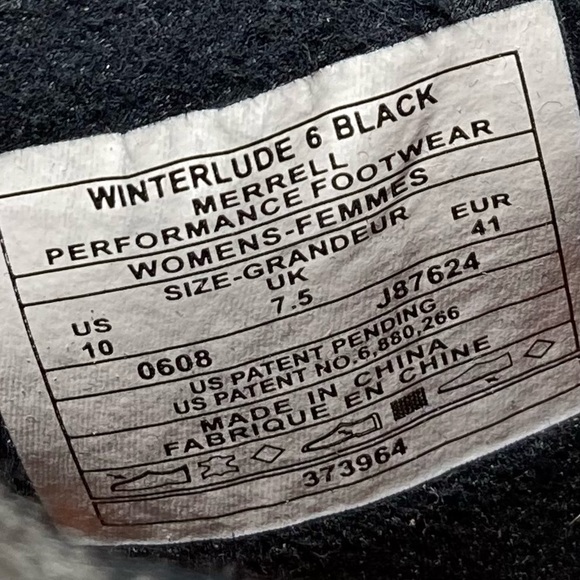 WINTERLUDE 6 BLACK
MERRELL
PERFORMANCE FOOTWEAR
WOMENS-FEMMES
SIZE-GRANDEUR
US UK EUR
10 7.5 41
0608 J87624
US PATENT PENDING
US PATENT NO.6,880,266
MADE IN CHINA
FABRIQUE EN CHINE
373964